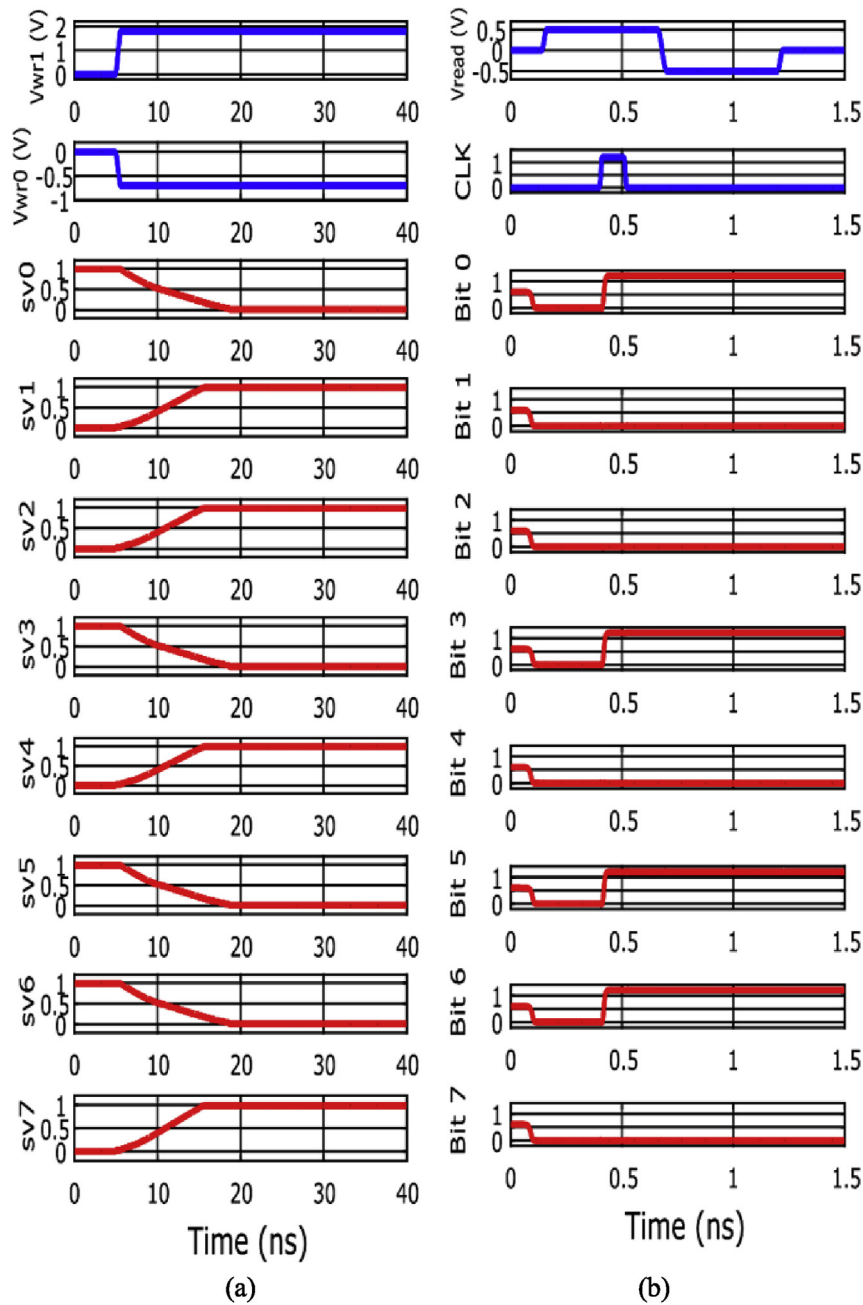 Vwr1 (V)
2
1
0
0 10 20 30 40
Vwr0 (V)
0
-0.5
-1
0 10 20 30 40
sv0
1
0.5
0
0 10 20 30 40
sv1
1
0.5
0
0 10 20 30 40
sv2
1
0.5
0
0 10 20 30 40
sv3
1
0.5
0
0 10 20 30 40
sv4
1
0.5
0
0 10 20 30 40
sv5
1
0.5
0
0 10 20 30 40
sv6
1
0.5
0
0 10 20 30 40
sv7
1
0.5
0
0 10 20 30 40
Time (ns)
(a)
Vread (V)
0.5
-0.5
0 0.5 1 1.5
CLK
1
0
0 0.5 1 1.5
Bit 0
1
0
0 0.5 1 1.5
Bit 1
1
0
0 0.5 1 1.5
Bit 2
1
0
0 0.5 1 1.5
Bit 3
1
0
0 0.5 1 1.5
Bit 4
1
0
0 0.5 1 1.5
Bit 5
1
0
0 0.5 1 1.5
Bit 6
1
0
0 0.5 1 1.5
Bit 7
1
0
0 0.5 1 1.5
Time (ns)
(b)